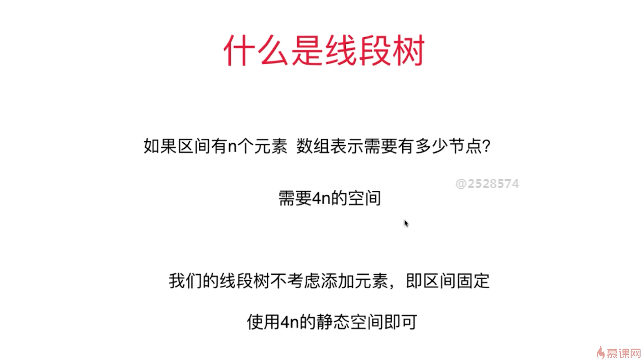 什么是线段树
如果区间有n个元素 数组表示需要有多少节点?
@2528574
需要4n的空间
我们的线段树不考虑添加元素，即区间固定
使用4n的静态空间即可
慕课网